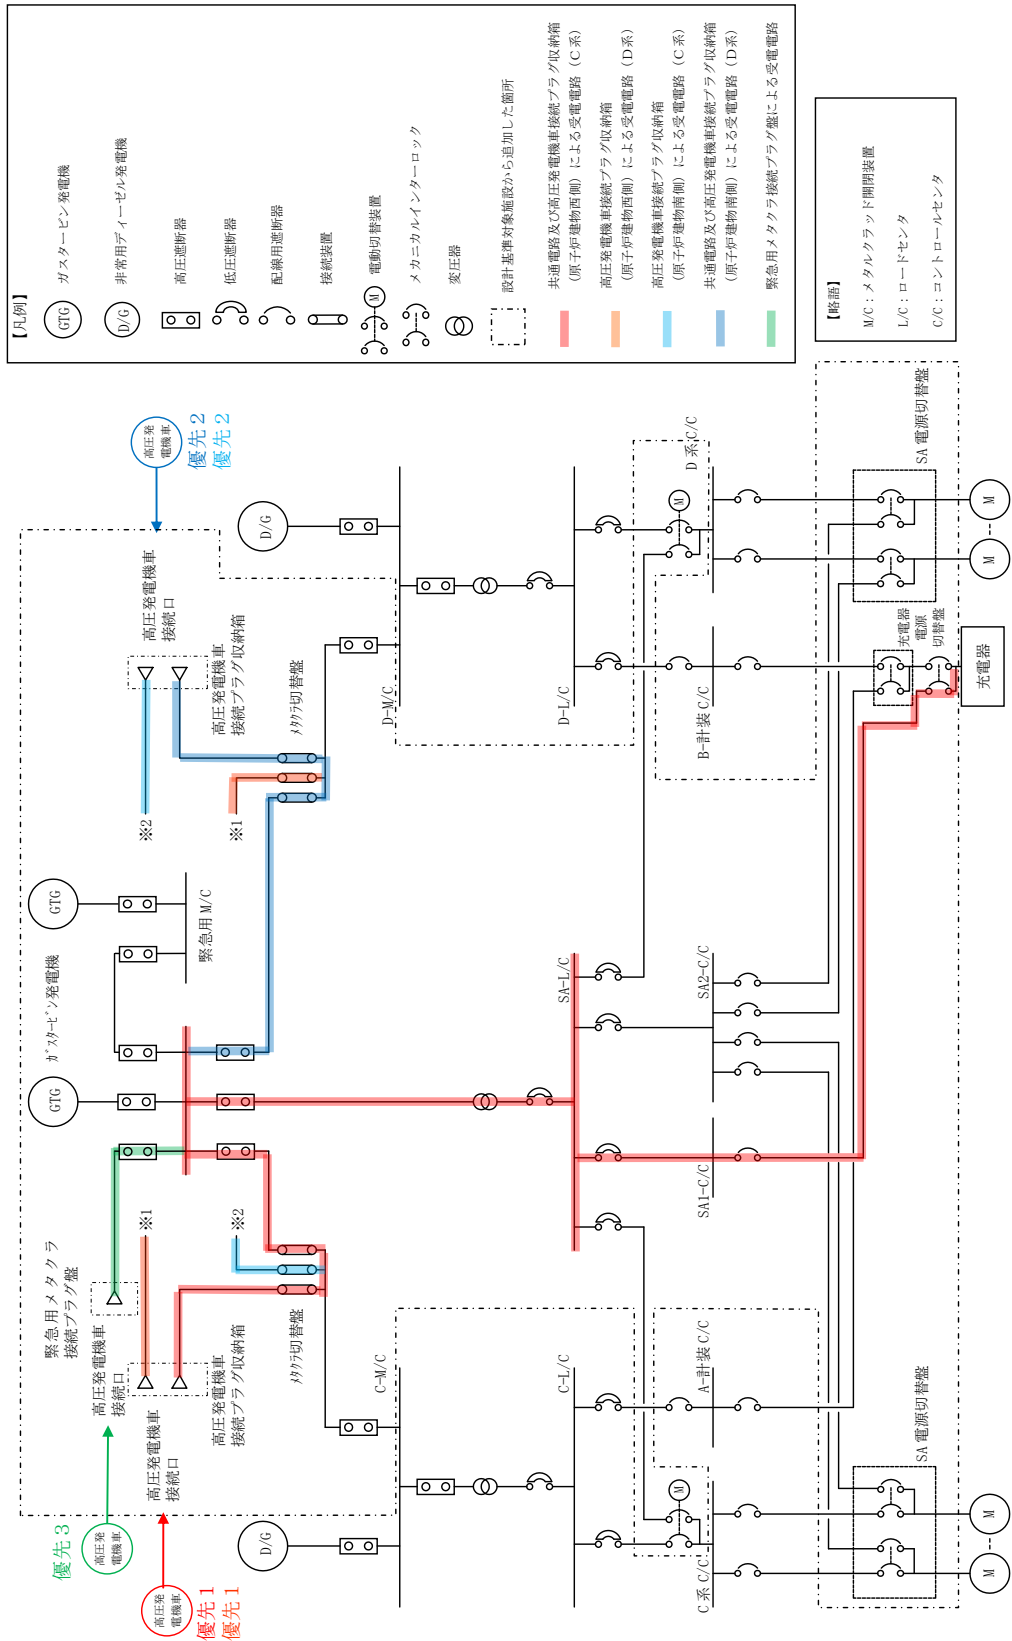 【凡例】
GTG
ガスタービン発電機
D/G
非常用ディーゼル発電機
高圧遮断器
低圧遮断器
配線用遮断器
接続装置
M
電動切替装置
メカニカルインターロック
変圧器
設計基準対象施設から追加した箇所
共通電路及び高圧発電機車接続プラグ収納箱
(原子炉建物西側)による受電電路(C系)
高圧発電機車接続プラグ収納箱
(原子炉建物西側)による受電電路(D系)
高圧発電機車接続プラグ収納箱
(原子炉建物南側)による受電電路(C系)
共通電路及び高圧発電機車接続プラグ収納箱
(原子炉建物南側)による受電電路(D系)
緊急用メタクラ接続プラグ盤による受電電路
【略語】
M/C:メタルクラッド開閉装置
L/C:ロードセンタ
C/C:コントロールセンタ
優先3
高圧発
電機車
高圧発
電機車
優先1
優先1
高圧発電機車
接続口
緊急用メタクラ
接続プラグ盤
高圧発電機車
接続口
※1
※2
高圧発電機車
接続プラグ収納箱
メタクラ切替盤
GTG
ガスタービン発電機
GTG
緊急用M/C
※2
※1
高圧発電機車
接続口
高圧発電機車
接続プラグ収納箱
メタクラ切替盤
高圧発
電機車
優先2
優先2
D/G
D/G
C-M/C
D-M/C
C-L/C
SA-L/C
D-L/C
M
M
C系C/C
A-計装C/C
SA1-C/C
SA2-C/C
B-計装C/C
D系C/C
SA電源切替盤
SA電源切替盤
充電器
電源
切替盤
充電器
M
M
M
M